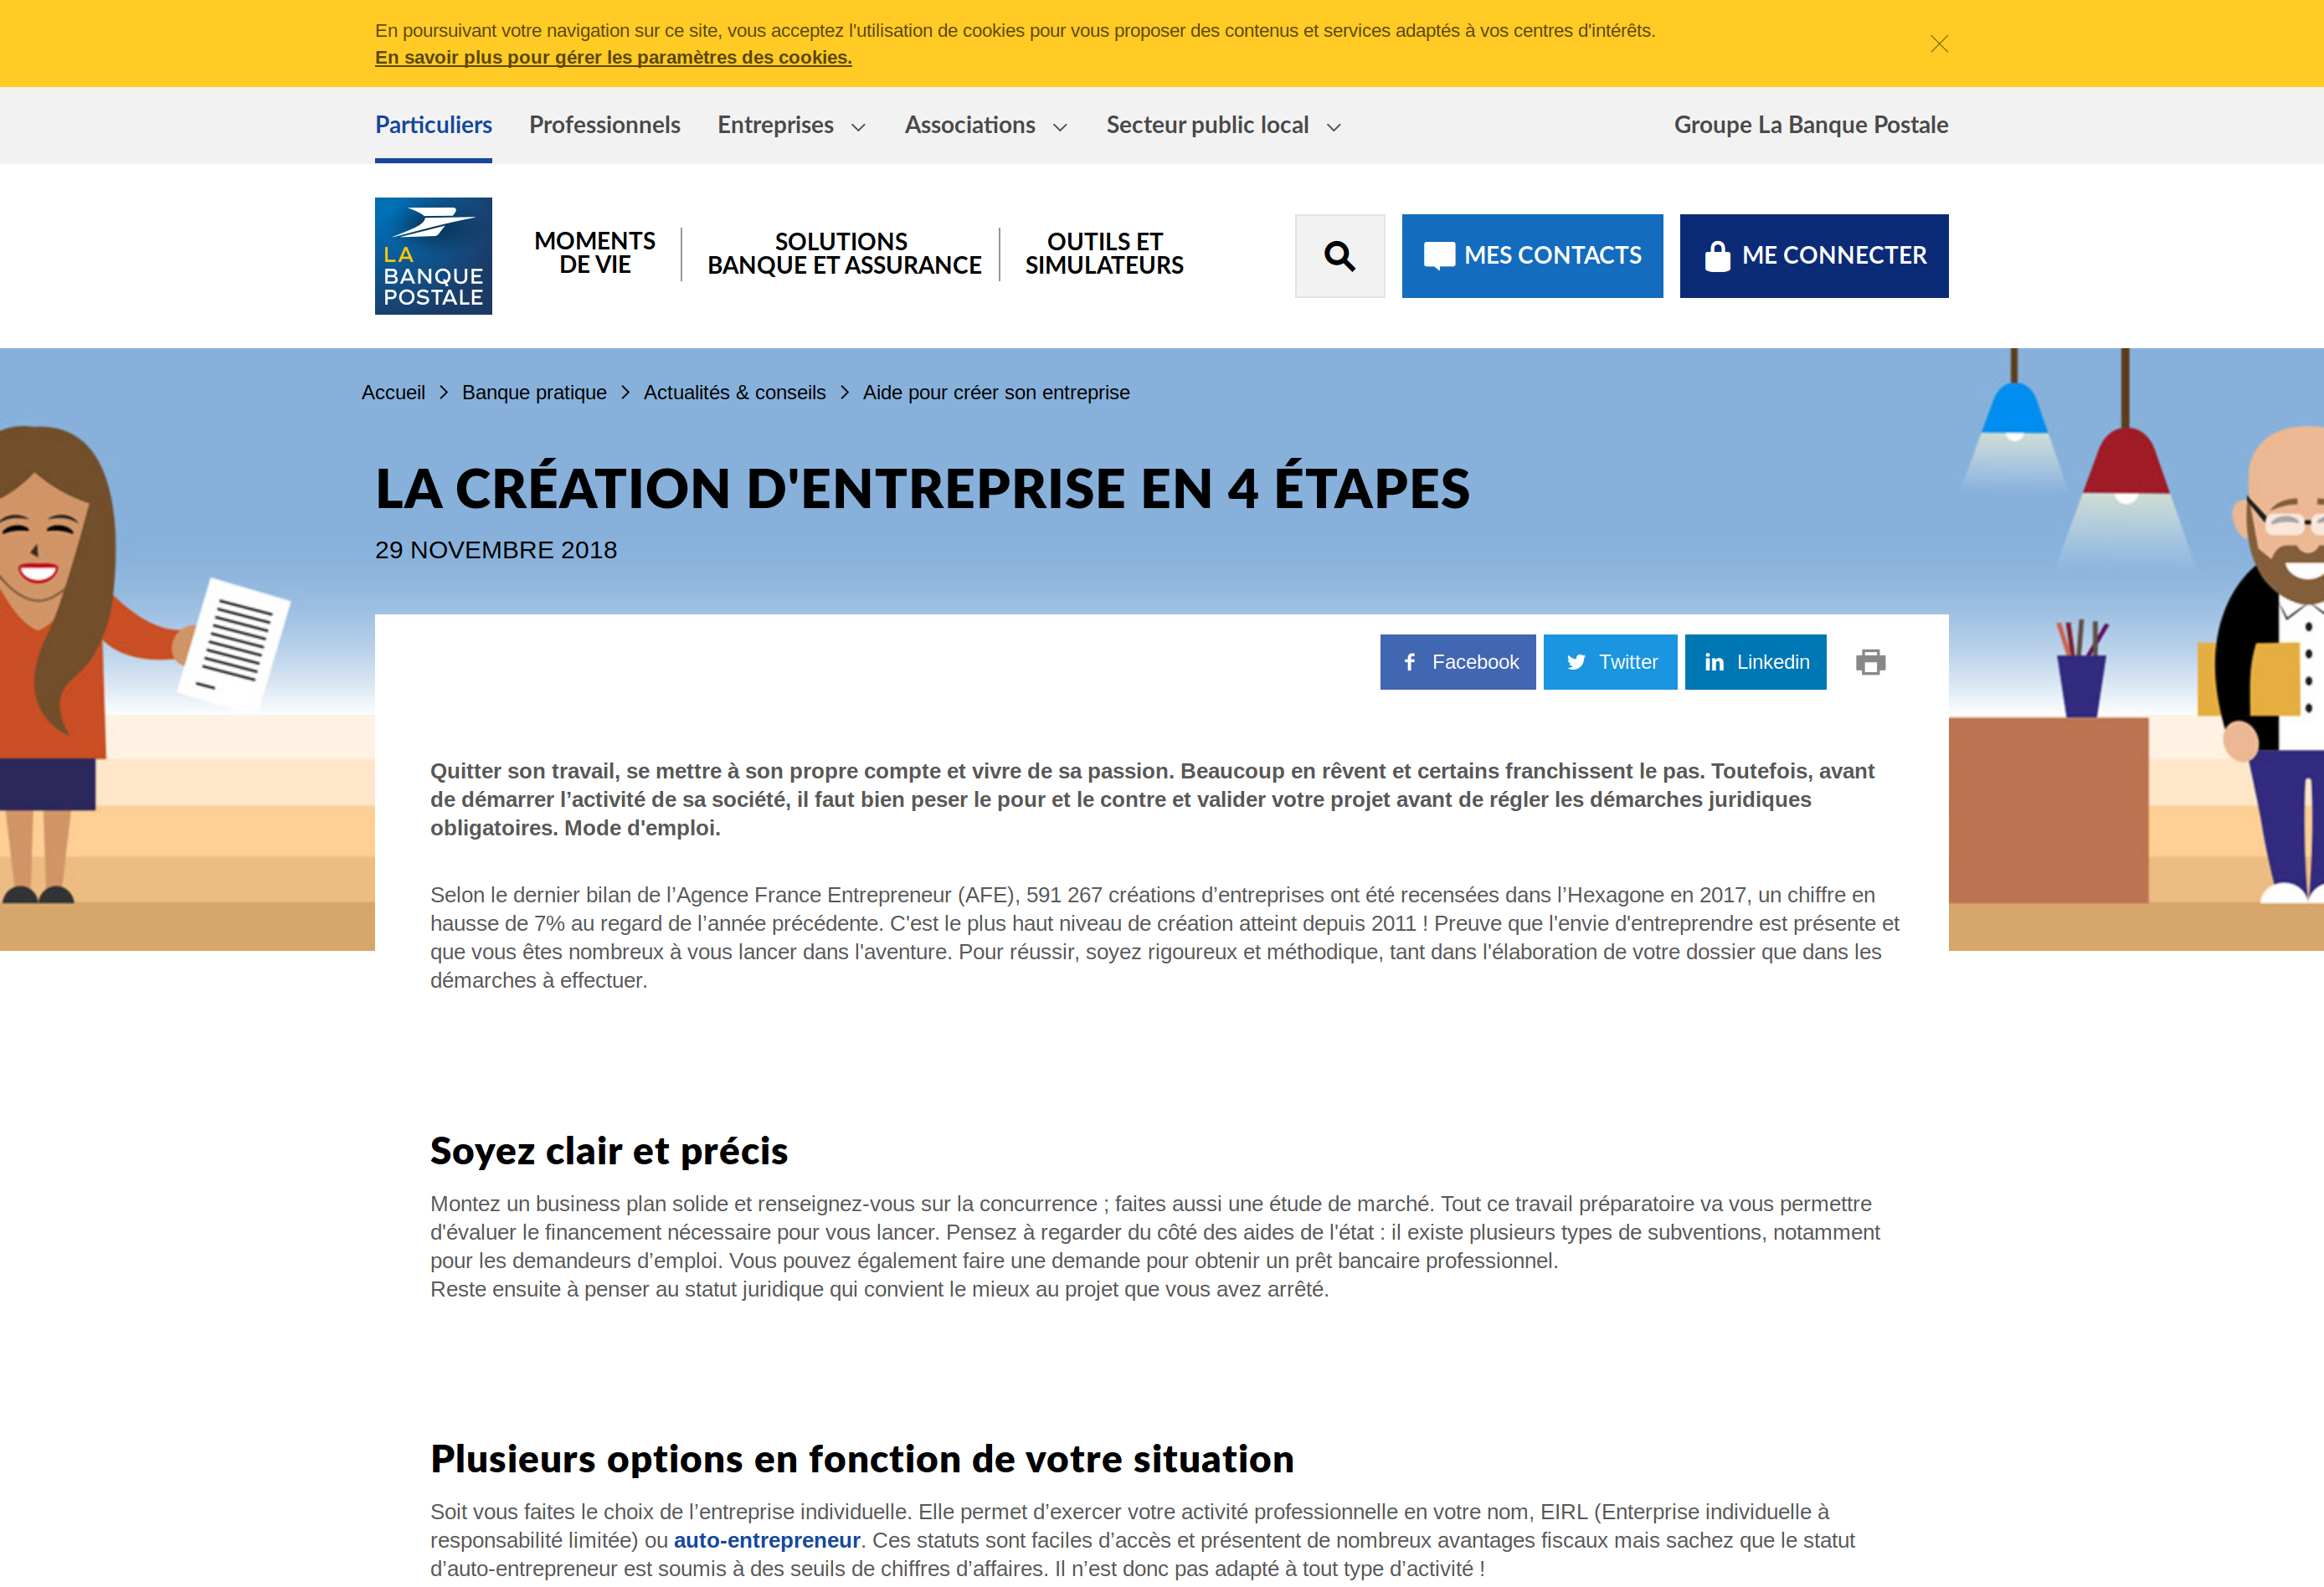 En poursuivant votre navigation sur ce site, vous acceptez l'utilisation de cookies pour vous proposer des contenus et services adaptés à vos centres d'intérêts.
En savoir plus pour gérer les paramètres des cookies.
Particuliers Professionnels Entreprises Associations Secteur public local Groupe La Banque Postale
LA
BANQUE
POSTALE
MOMENTS
DE VIE
SOLUTIONS
BANQUE ET ASSURANCE
OUTILS ET
SIMULATEURS
MES CONTACTS
ME CONNECTER
Accueil > Banque pratique > Actualités & conseils > Aide pour créer son entreprise
LA CRÉATION D'ENTREPRISE EN 4 ÉTAPES
29 NOVEMBRE 2018
Facebook Twitter Linkedin
Quitter son travail, se mettre à son propre compte et vivre de sa passion. Beaucoup en rêvent et certains franchissent le pas. Toutefois, avant
de démarrer l’activité de sa société, il faut bien peser le pour et le contre et valider votre projet avant de régler les démarches juridiques
obligatoires. Mode d'emploi.
Selon le dernier bilan de l’Agence France Entrepreneur (AFE), 591 267 créations d’entreprises ont été recensées dans l’Hexagone en 2017, un chiffre en
hausse de 7% au regard de l’année précédente. C'est le plus haut niveau de création atteint depuis 2011 ! Preuve que l'envie d'entreprendre est présente et
que vous êtes nombreux à vous lancer dans l'aventure. Pour réussir, soyez rigoureux et méthodique, tant dans l'élaboration de votre dossier que dans les
démarches à effectuer.
Soyez clair et précis
Montez un business plan solide et renseignez-vous sur la concurrence ; faites aussi une étude de marché. Tout ce travail préparatoire va vous permettre
d'évaluer le financement nécessaire pour vous lancer. Pensez à regarder du côté des aides de l'état : il existe plusieurs types de subventions, notamment
pour les demandeurs d’emploi. Vous pouvez également faire une demande pour obtenir un prêt bancaire professionnel.
Reste ensuite à penser au statut juridique qui convient le mieux au projet que vous avez arrêté.
Plusieurs options en fonction de votre situation
Soit vous faites le choix de l’entreprise individuelle. Elle permet d’exercer votre activité professionnelle en votre nom, EIRL (Enterprise individuelle à
responsabilité limitée) ou auto-entrepreneur. Ces statuts sont faciles d’accès et présentent de nombreux avantages fiscaux mais sachez que le statut
d’auto-entrepreneur est soumis à des seuils de chiffres d’affaires. Il n’est donc pas adapté à tout type d’activité !